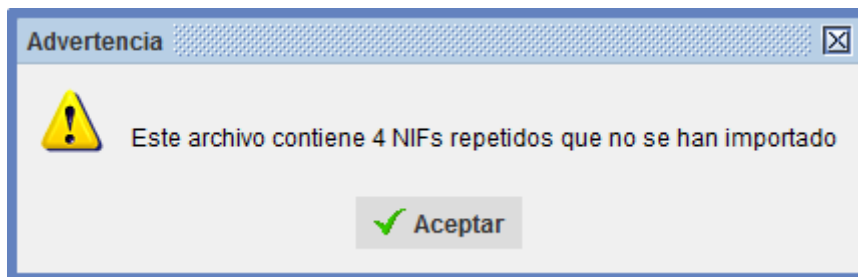 Advertencia
Este archivo contiene 4 NIFs repetidos que no se han importado
Aceptar